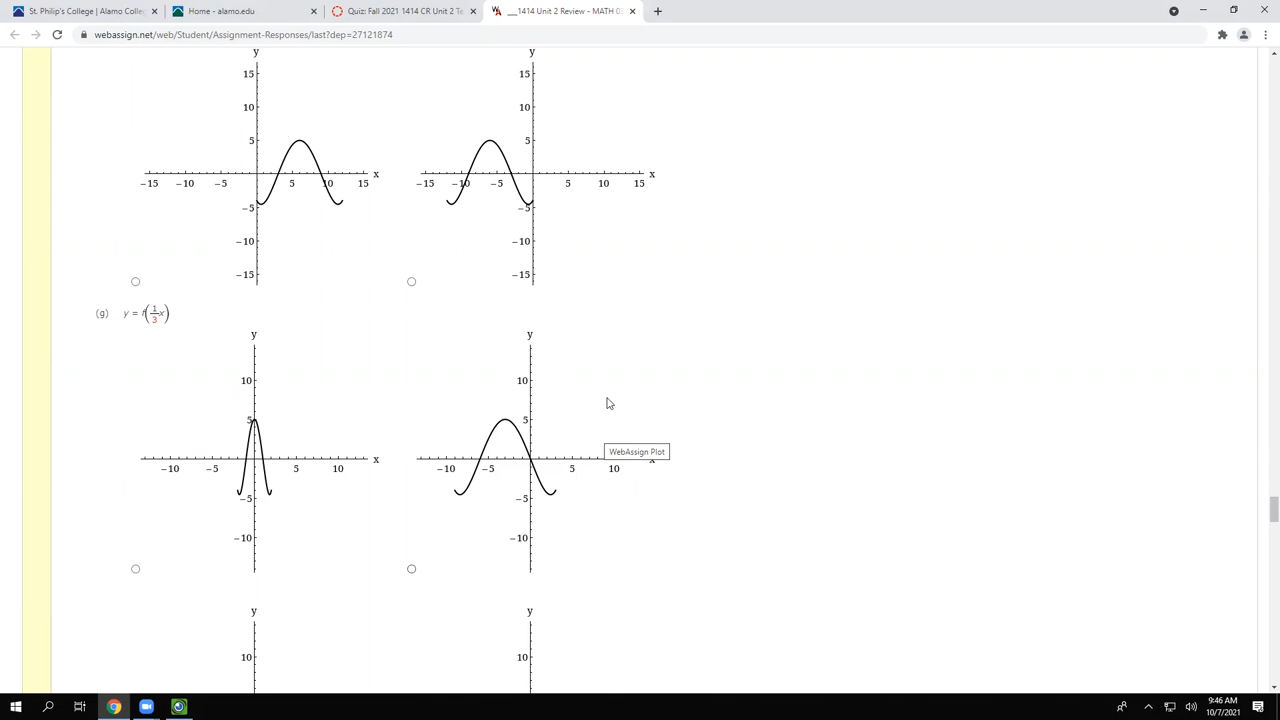 St. Philip's College | Alamo Colleg
Home - alamo.edu
Quiz: Fall 2021 1414 CR Unit 2 Te
__1414 Unit 2 Review - MATH 0
webassign.net/web/Student/Assignment-Responses/last?dep=27121874
y y
15 15
10 10
5 5
x x
−15 −10 −5 5 10 15 −15 −10 −5 5 10 15
−5 −5
−10 −10
−15 −15
(g) y = f(1/3 x)
y y
10 10
5 5
x
−10 −5 5 10 −10 −5 5 10
WebAssign Plot
−5 −5
−10 −10
y y
10 10
9:46 AM
10/7/2021